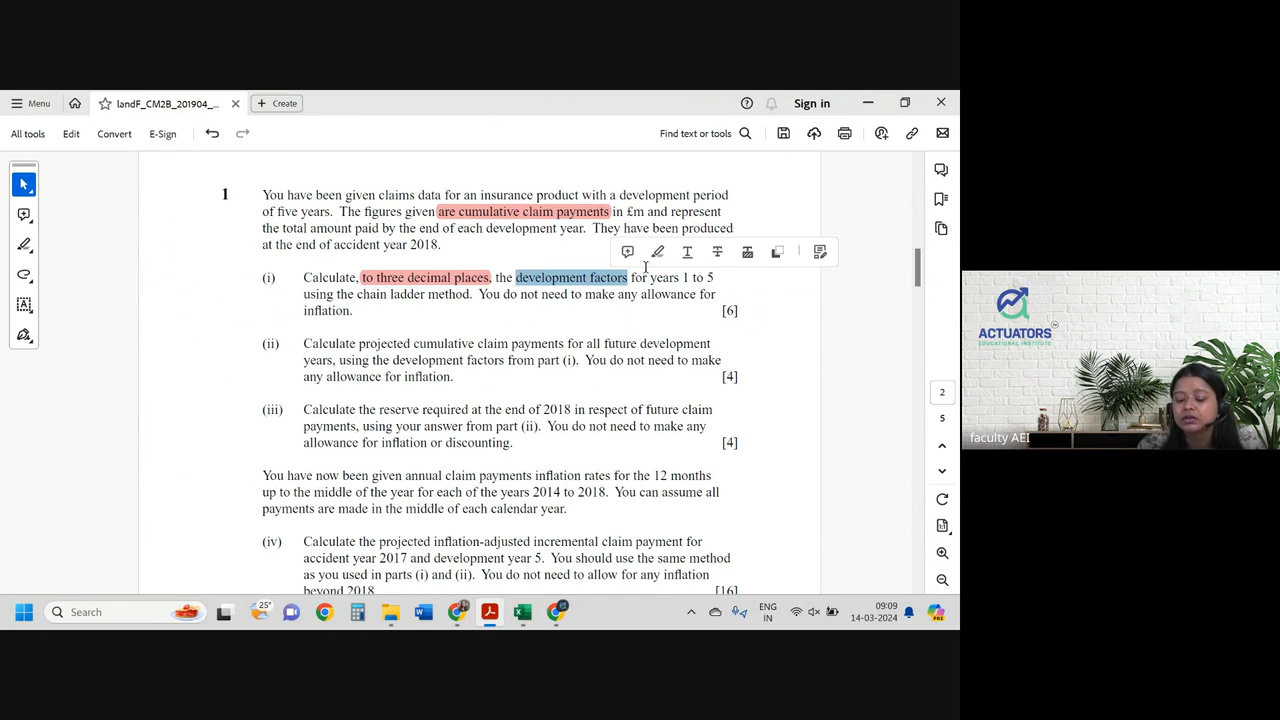 Menu
landF_CM2B_201904_...
Create
Sign in
All tools
Edit
Convert
E-Sign
Find text or tools
1
You have been given claims data for an insurance product with a development period
of five years. The figures given are cumulative claim payments in £m and represent
the total amount paid by the end of each development year. They have been produced
at the end of accident year 2018.
(i) Calculate, to three decimal places, the development factors for years 1 to 5
using the chain ladder method. You do not need to make any allowance for
inflation. [6]
(ii) Calculate projected cumulative claim payments for all future development
years, using the development factors from part (i). You do not need to make
any allowance for inflation. [4]
(iii) Calculate the reserve required at the end of 2018 in respect of future claim
payments, using your answer from part (ii). You do not need to make any
allowance for inflation or discounting. [4]
You have now been given annual claim payments inflation rates for the 12 months
up to the middle of the year for each of the years 2014 to 2018. You can assume all
payments are made in the middle of each calendar year.
(iv) Calculate the projected inflation-adjusted incremental claim payment for
accident year 2017 and development year 5. You should use the same method
as you used in parts (i) and (ii). You do not need to allow for any inflation
beyond 2018. [16]
2
5
ACTUATORS
EDUCATIONAL INSTITUTE
faculty AEI
Search
25°
ENG
IN
09:09
14-03-2024